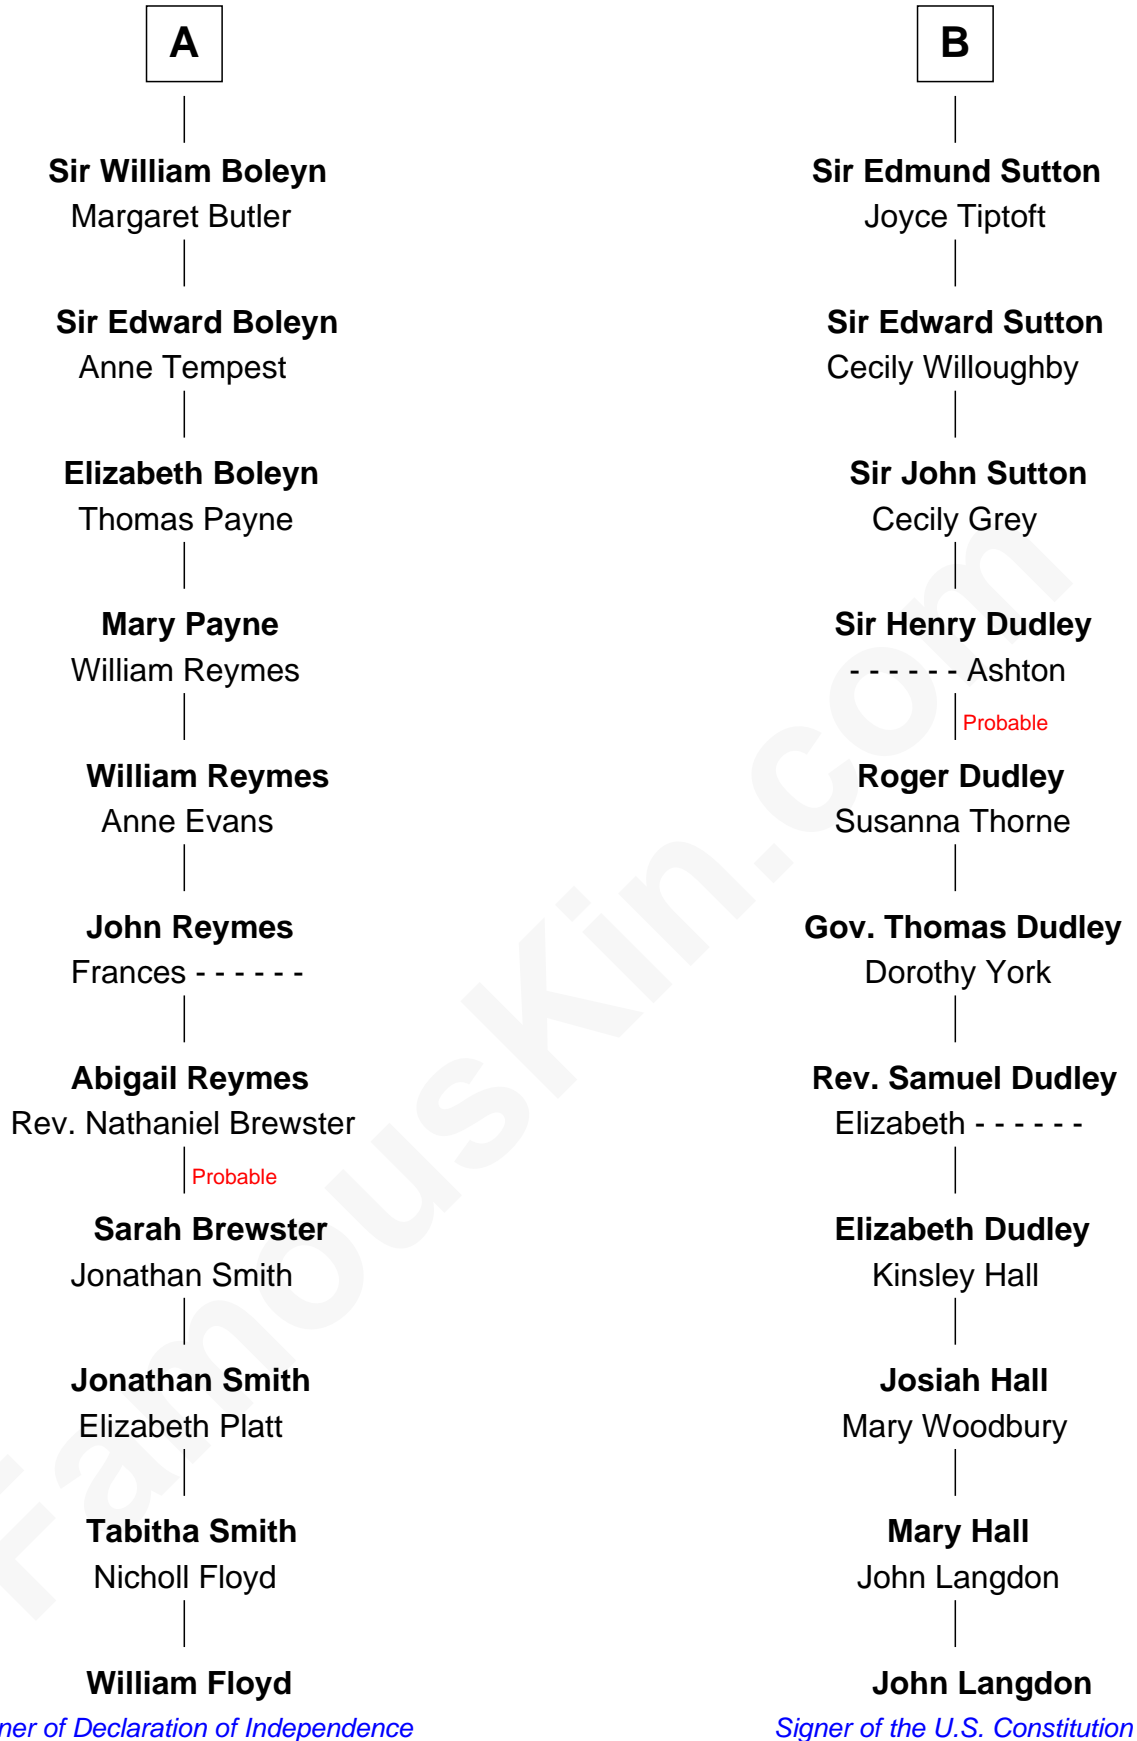 A
Sir William Boleyn
Margaret Butler
Sir Edward Boleyn
Anne Tempest
Elizabeth Boleyn
Thomas Payne
Mary Payne
William Reymes
William Reymes
Anne Evans
John Reymes
Frances - - - - - -
Abigail Reymes
Rev. Nathaniel Brewster
Probable
Sarah Brewster
Jonathan Smith
Jonathan Smith
Elizabeth Platt
Tabitha Smith
Nicholl Floyd
William Floyd
ner of Declaration of Independence
B
Sir Edmund Sutton
Joyce Tiptoft
Sir Edward Sutton
Cecily Willoughby
Sir John Sutton
Cecily Grey
Sir Henry Dudley
- - - - - - Ashton
Probable
Roger Dudley
Susanna Thorne
Gov. Thomas Dudley
Dorothy York
Rev. Samuel Dudley
Elizabeth - - - - - -
Elizabeth Dudley
Kinsley Hall
Josiah Hall
Mary Woodbury
Mary Hall
John Langdon
John Langdon
Signer of the U.S. Constitution
FamousKin.com